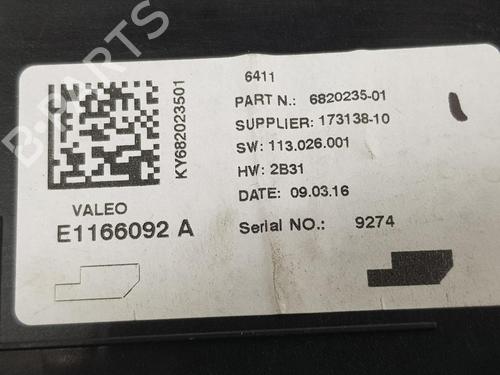 6411
PART N.: 6820235-01
SUPPLIER: 173138-10
SW: 113.026.001
HW: 2B31
DATE: 09.03.16
Serial NO.: 9274
KY682023501
VALEO
E1166092 A
B-PARTS